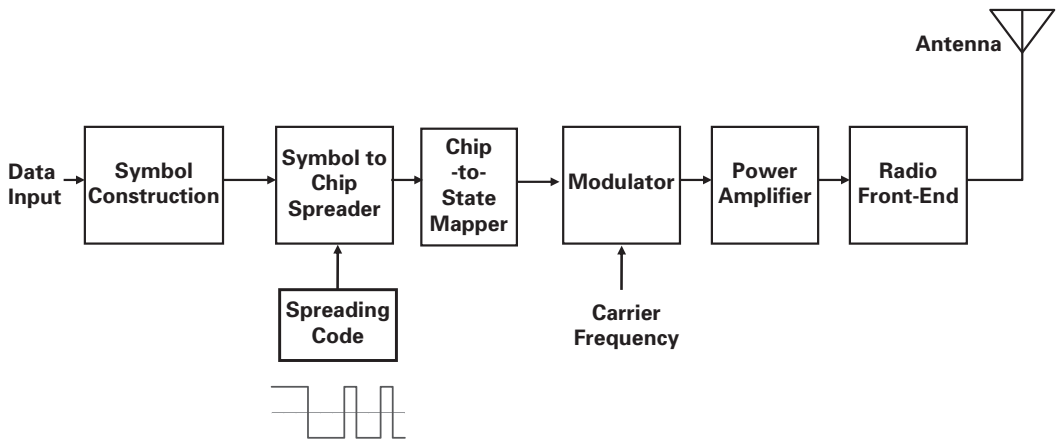 Antenna
Data
Input
Symbol
Construction
Symbol to
Chip
Spreader
Chip
-to-
State
Mapper
Modulator
Power
Amplifier
Radio
Front-End
Spreading
Code
Carrier
Frequency